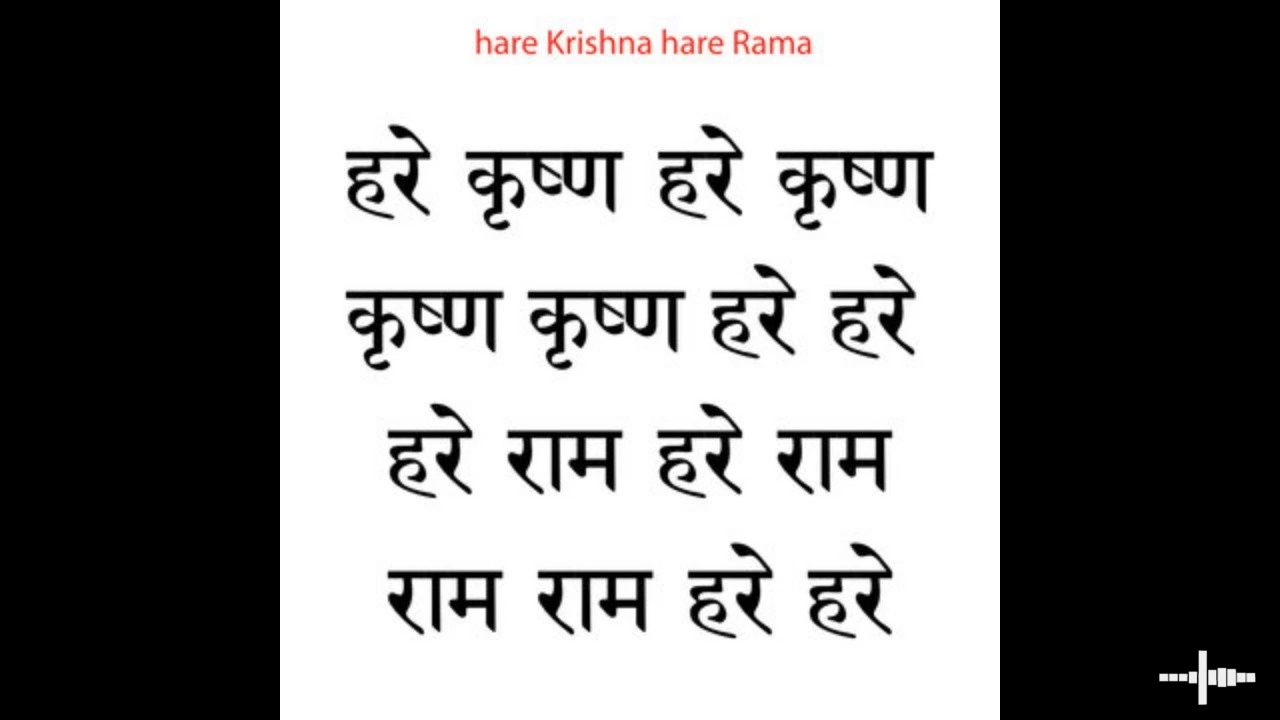 hare Krishna hare Rama
हरे कृष्ण हरे कृष्ण
कृष्ण कृष्ण हरे हरे
हरे राम हरे राम
राम राम हरे हरे